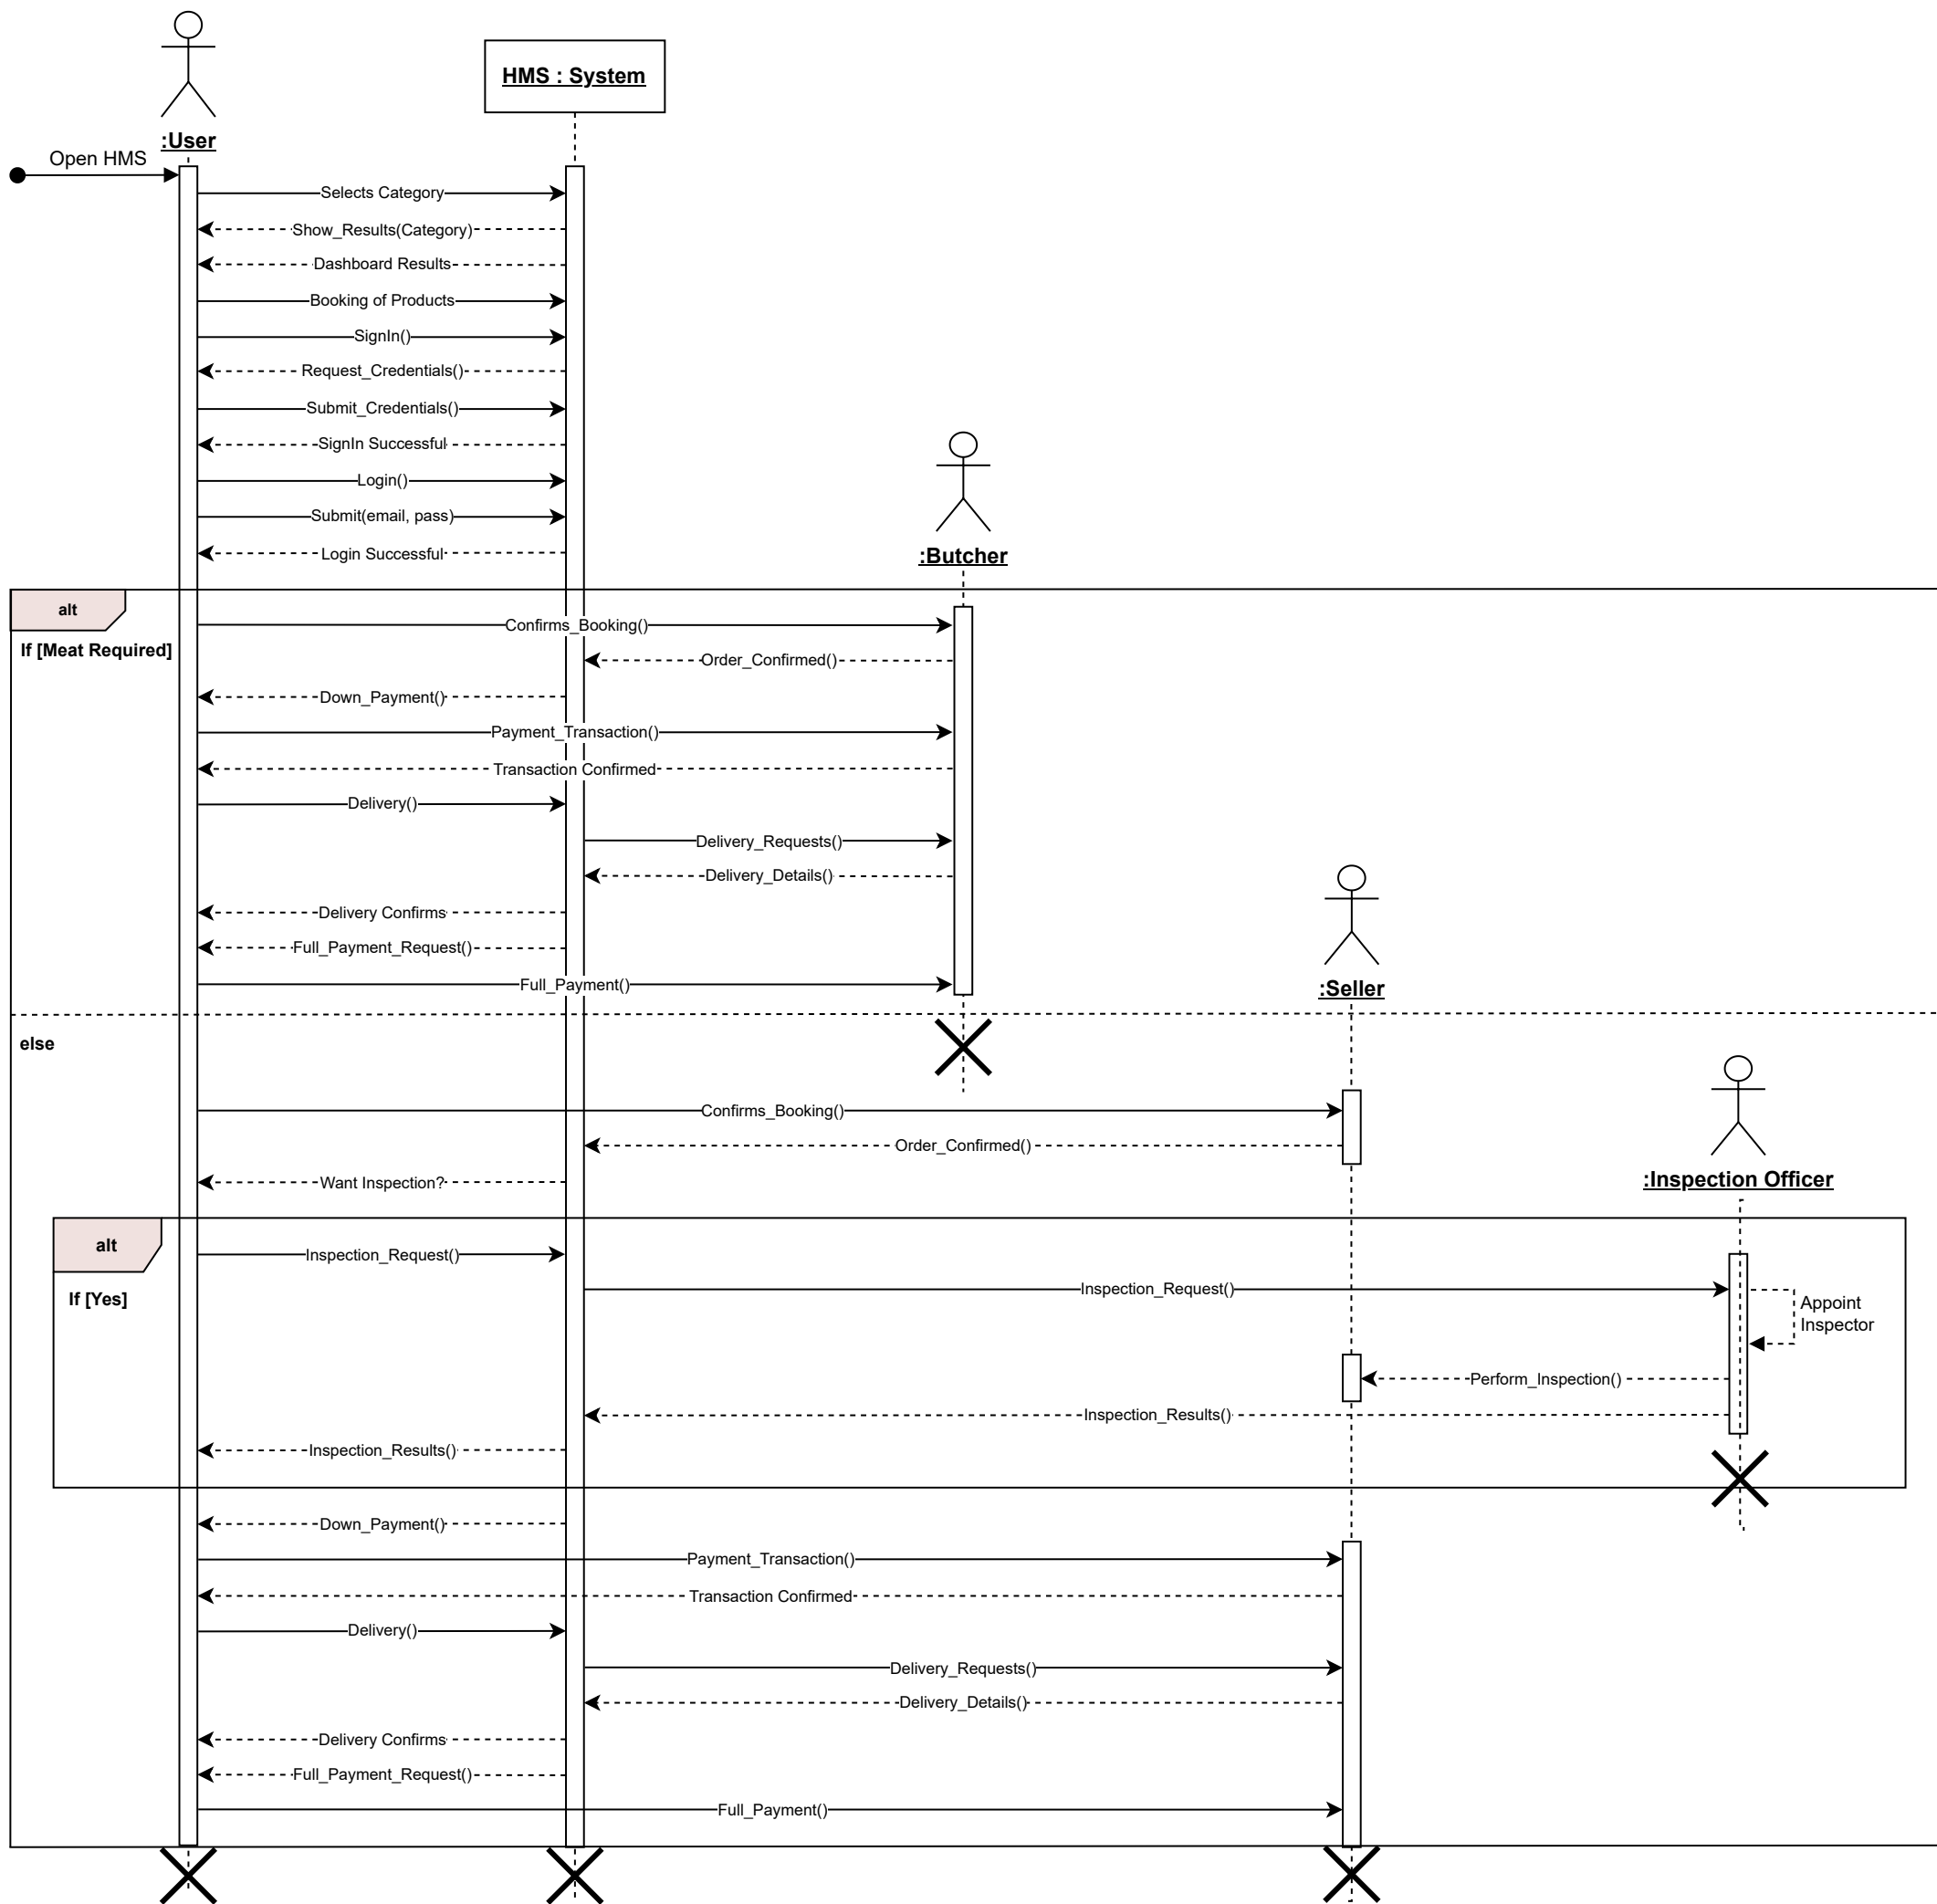 HMS : System
:User
Open HMS
Selects Category
Show_Results(Category)
Dashboard Results
Booking of Products
SignIn()
Request_Credentials()
Submit_Credentials()
SignIn Successful
Login()
Submit(email, pass)
Login Successful
:Butcher
alt
If [Meat Required]
Confirms_Booking()
Order_Confirmed()
Down_Payment()
Payment_Transaction()
Transaction Confirmed
Delivery()
Delivery_Requests()
Delivery_Details()
Delivery Confirms
Full_Payment_Request()
Full_Payment()
:Seller
else
Confirms_Booking()
Order_Confirmed()
Want Inspection?
:Inspection Officer
alt
If [Yes]
Inspection_Request()
Inspection_Request()
Appoint
Inspector
Perform_Inspection()
Inspection_Results()
Inspection_Results()
Down_Payment()
Payment_Transaction()
Transaction Confirmed
Delivery()
Delivery_Requests()
Delivery_Details()
Delivery Confirms
Full_Payment_Request()
Full_Payment()